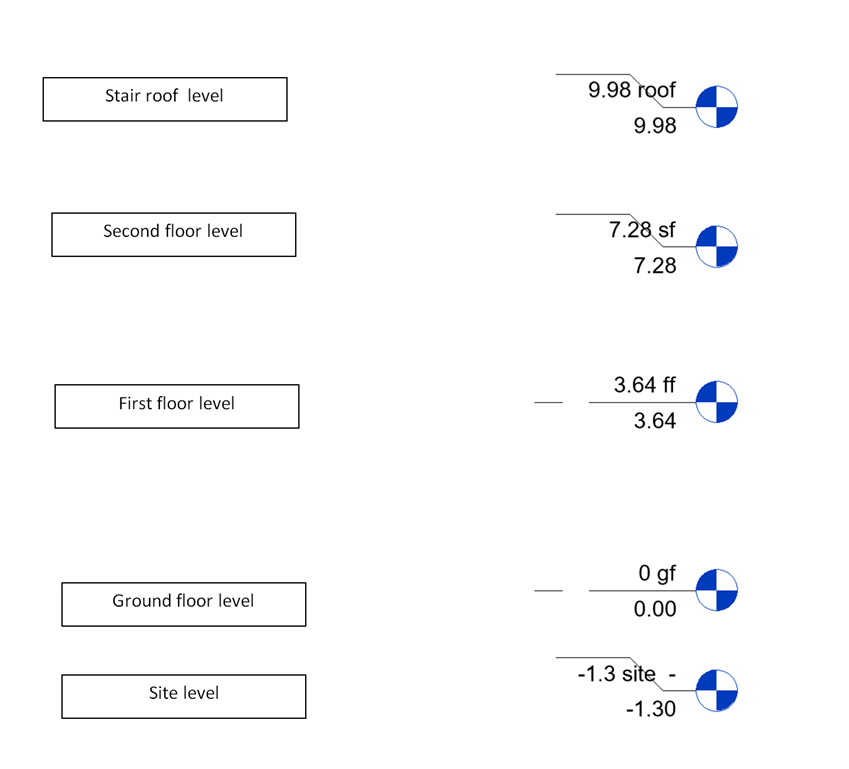 Stair roof  level
9.98 roof
9.98
Second floor level
7.28 sf
7.28
First floor level
3.64 ff
3.64
Ground floor level
0 gf
0.00
Site level
-1.3 site  -
-1.30